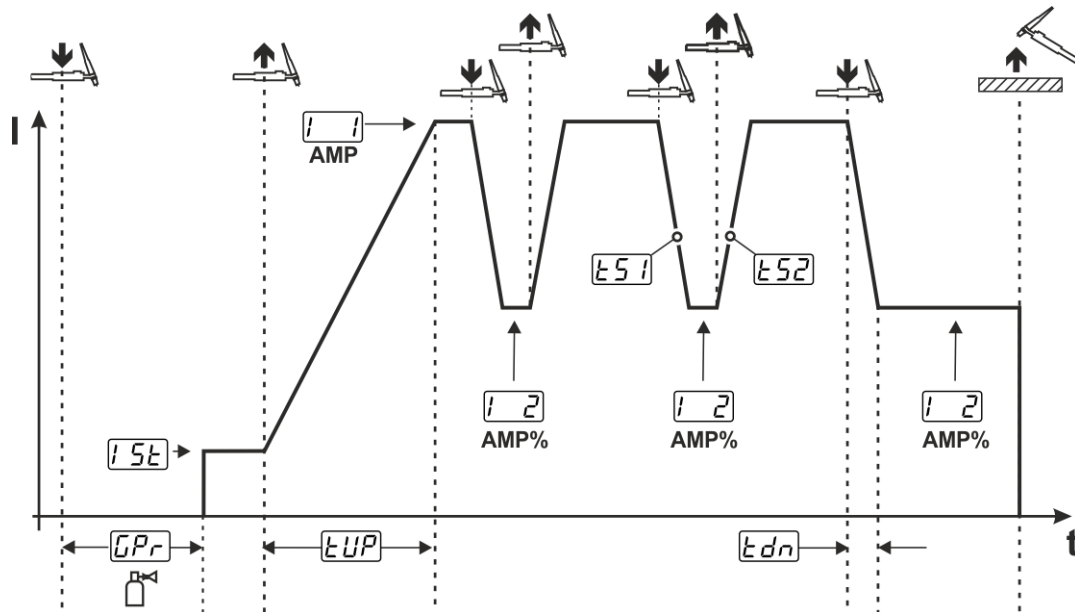 I
I 1
AMP
tS1
tS2
I 2
AMP%
I 2
AMP%
I 2
AMP%
I St
GPr
tUP
tdn
t